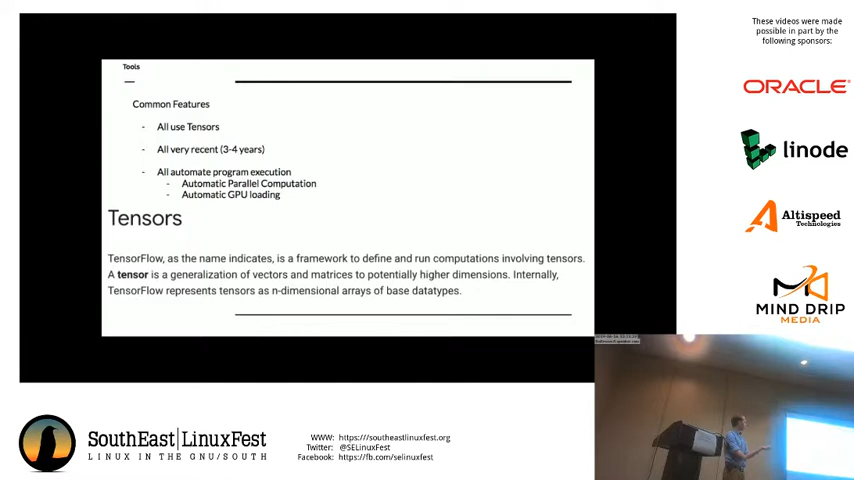 These videos were made
possible in part by the
following sponsors:
Tools
Common Features
- All use Tensors
- All very recent (3-4 years)
- All automate program execution
- Automatic Parallel Computation
- Automatic GPU loading
Tensors
TensorFlow, as the name indicates, is a framework to define and run computations involving tensors.
A tensor is a generalization of vectors and matrices to potentially higher dimensions. Internally,
TensorFlow represents tensors as n-dimensional arrays of base datatypes.
ORACLE
linode
Altispeed
Technologies
MIND DRIP
MEDIA
SouthEast|LinuxFest
LINUX IN THE GNU/SOUTH
WWW: https:///southeastlinuxfest.org
Twitter: @SELinuxFest
Facebook: https://fb.com/selinuxfest